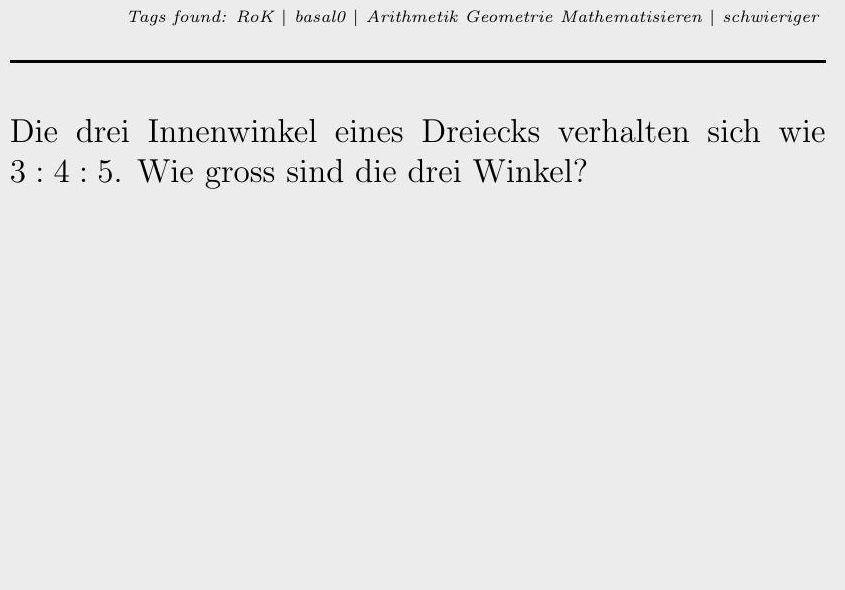 Tags found: RoK | basal0 | Arithmetik Geometrie Mathematisieren | schwieriger
Die drei Innenwinkel eines Dreiecks verhalten sich wie
3 : 4 : 5. Wie gross sind die drei Winkel?